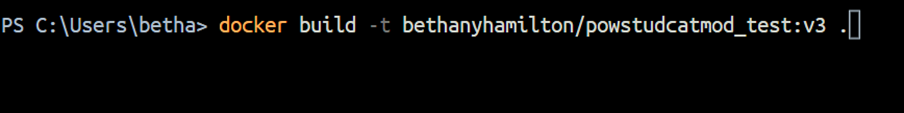 PS C:\Users\betha> docker build -t bethanyhamilton/powstudcatmod_test:v3 .